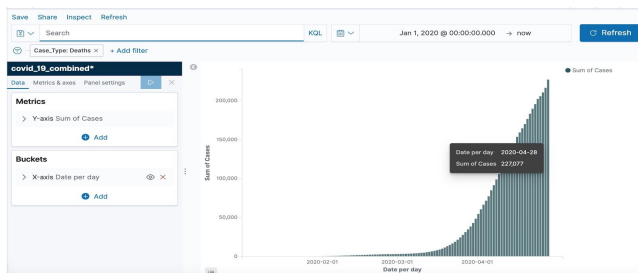 Save Share Inspect Refresh
Search KQL Jan 1, 2020 @ 00:00:00.000 → now Refresh
Case_Type: Deaths × + Add filter
covid_19_combined*
Data Metrics & axes Panel settings
Metrics
Y-axis Sum of Cases
Add
Buckets
X-axis Date per day
Add
Sum of Cases
200,000
150,000
100,000
50,000
0
Sum of Cases
Date per day 2020-04-28
Sum of Cases 227,077
2020-02-01 2020-03-01 2020-04-01
Date per day